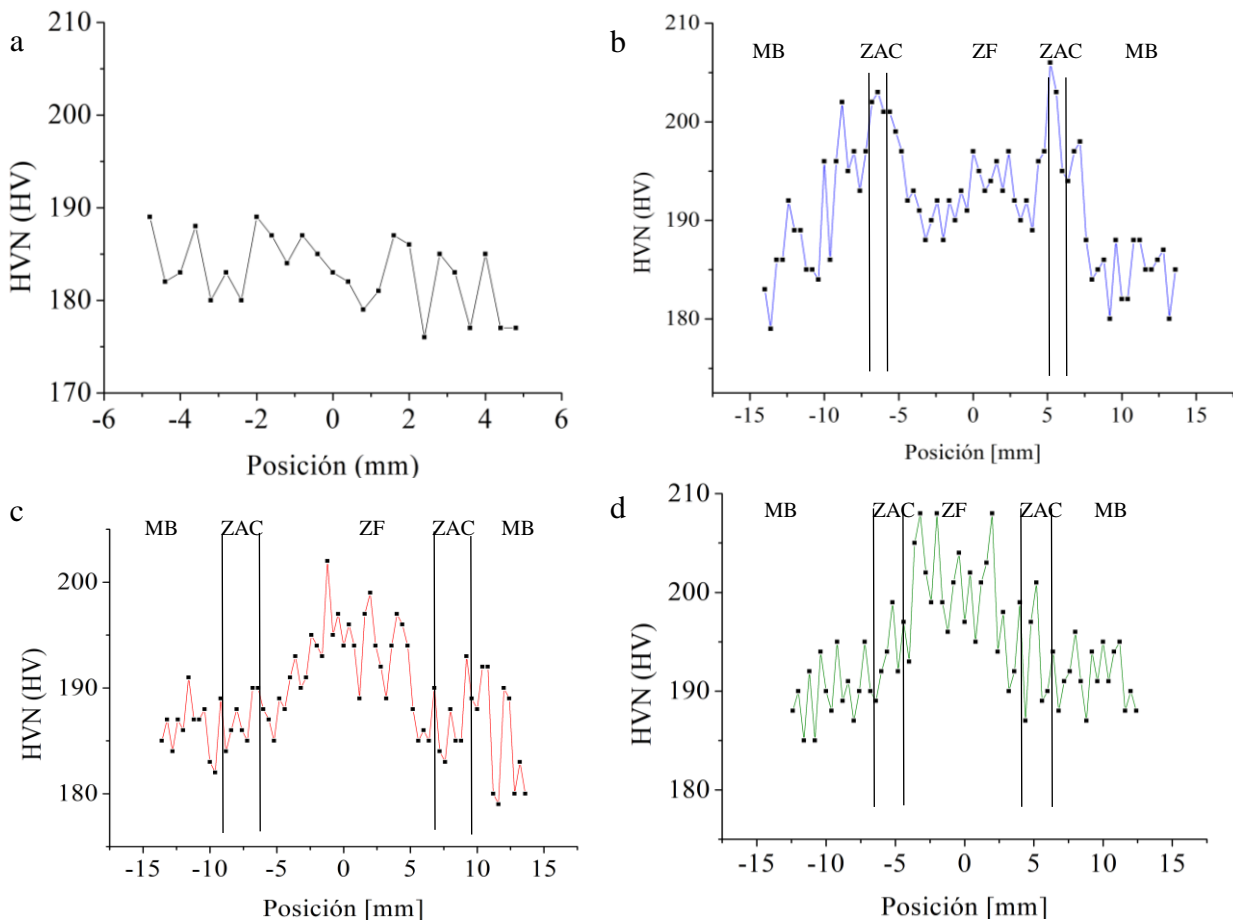 a
210
200
190
180
170
HVN (HV)
-6
-4
-2
0
2
4
6
Posición (mm)
b
210
200
190
180
HVN (HV)
MB
ZAC
ZF
ZAC
MB
-15
-10
-5
0
5
10
15
Posición [mm]
c
200
190
180
HVN (HV)
MB
ZAC
ZF
ZAC
MB
-15
-10
-5
0
5
10
15
Posición [mm]
d
210
200
190
180
HVN (HV)
MB
ZAC
ZF
ZAC
MB
-15
-10
-5
0
5
10
15
Posición [mm]